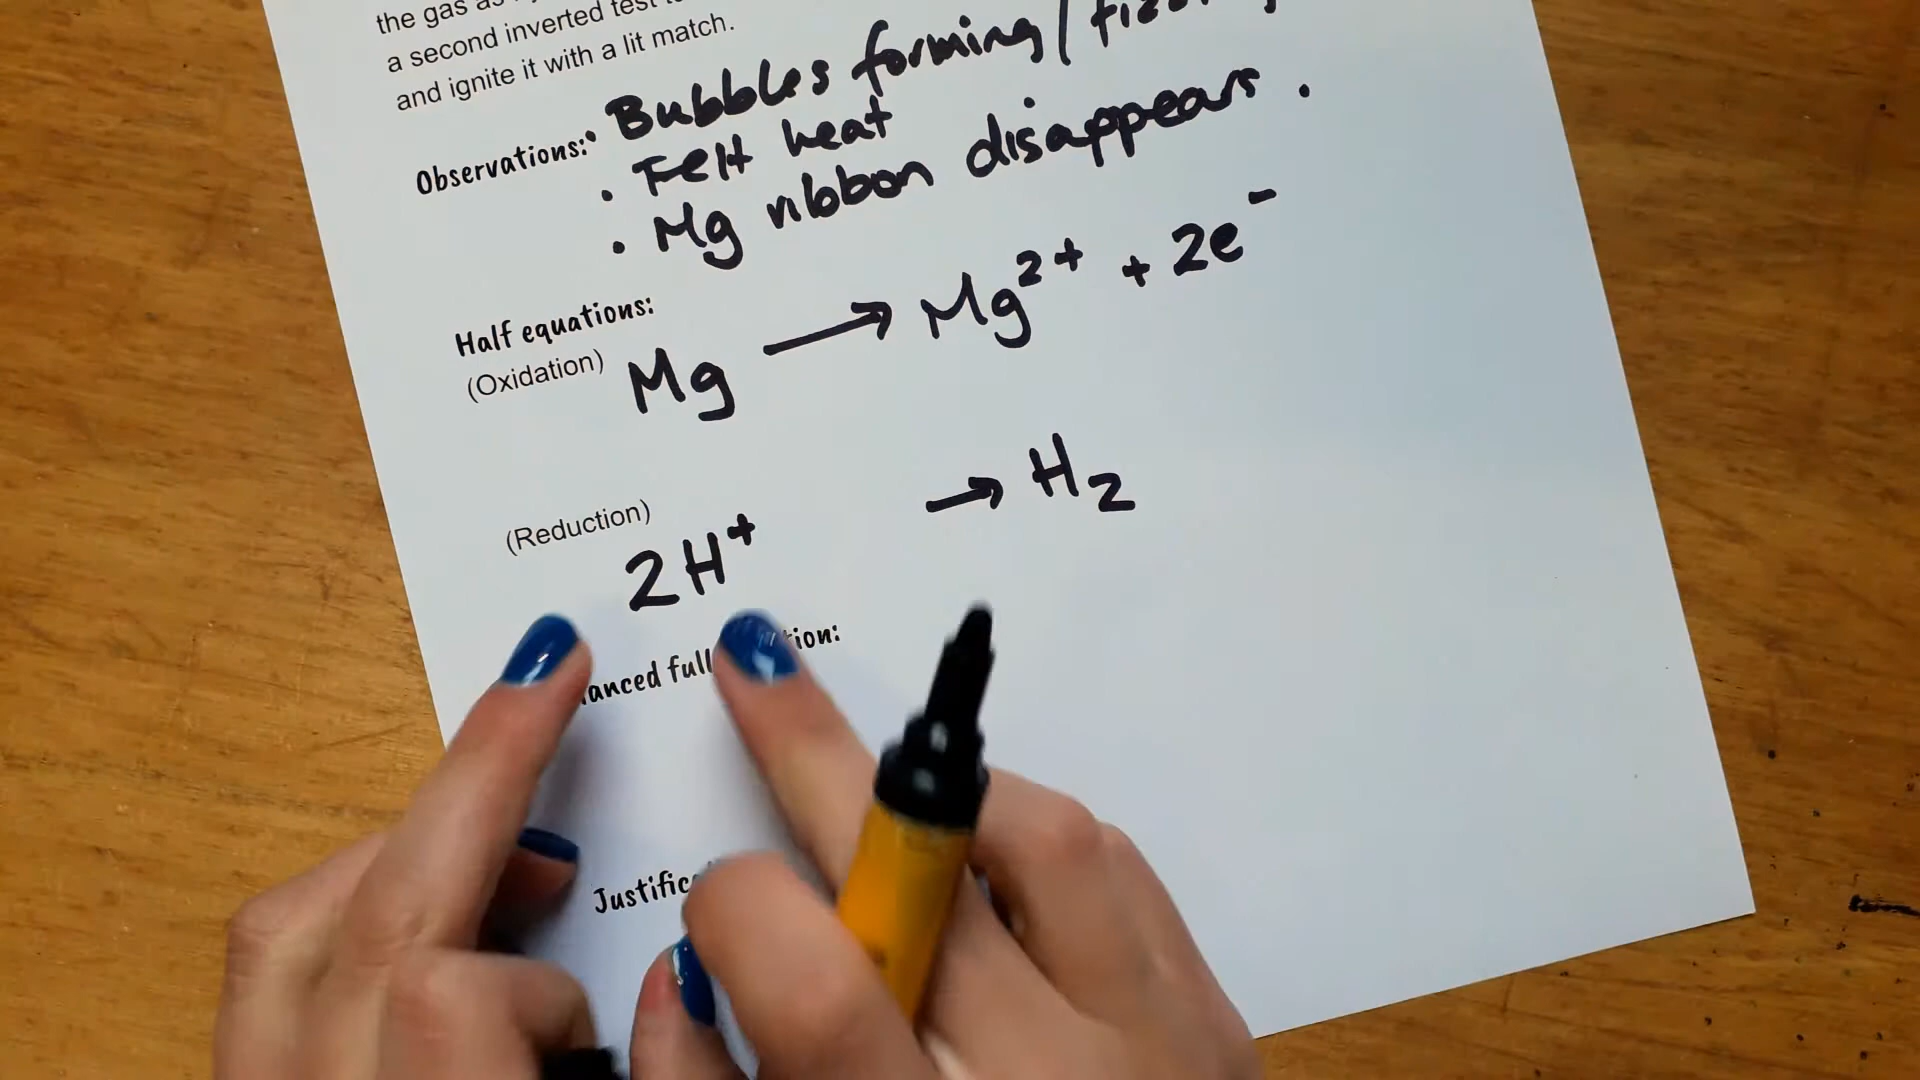 the gas as
a second inverted test
and ignite it with a lit match.
Observations: • Bubbles forming /
• Felt heat
• Mg ribbon disappears.
Half equations:
(Oxidation) Mg → Mg²⁺ + 2e⁻
(Reduction)
2H⁺ → H₂
anced full tion:
Justific